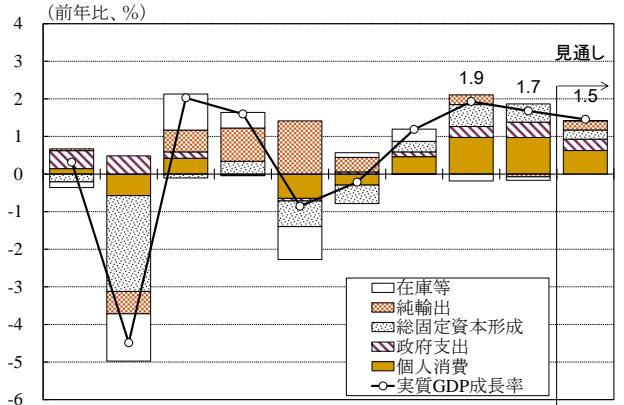 (前年比、%)
4
3
2
1
0
-1
-2
-3
-4
-5
-6
見通し
1.9
1.7
1.5
在庫等
純輸出
総固定資本形成
政府支出
個人消費
実質GDP成長率